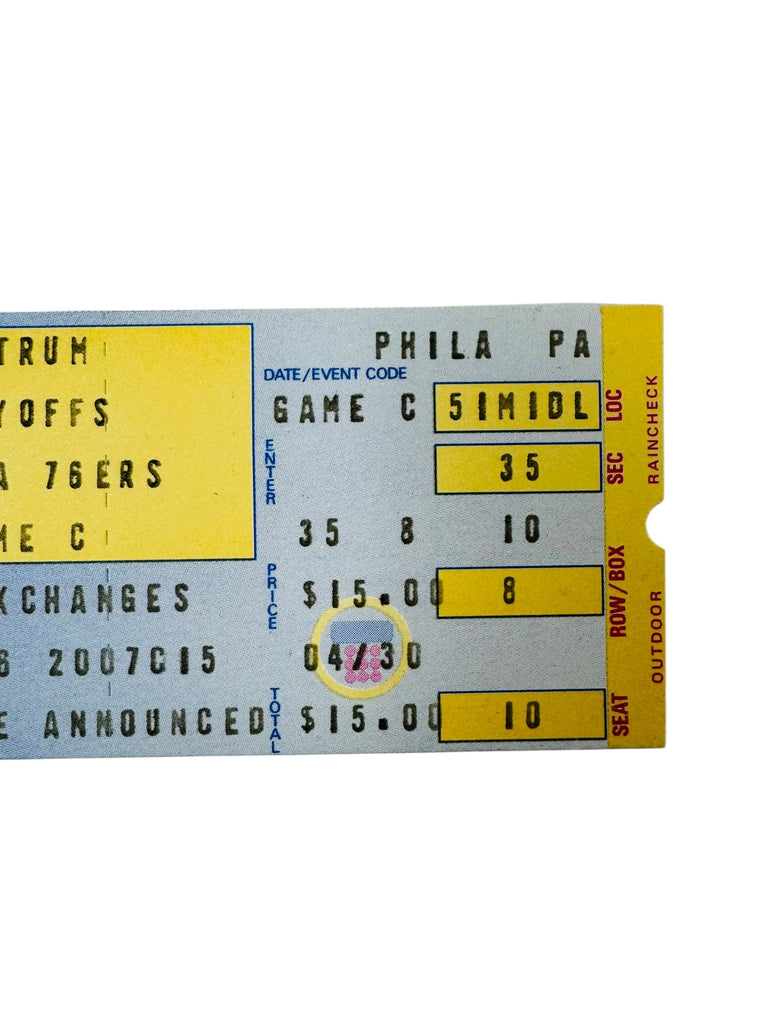 TRUM
PHILA PA
DATE/EVENT CODE
YOFFS
GAME C
51MIDL
LOC
A 76ERS
ENTER
35
SEC
ME C
35 8 10
XCHANGES
PRICE
$15.00
8
ROW/BOX
2007C15
04/30
E ANNOUNCED
TOTAL
$15.00
10
SEAT
RAINCHECK
OUTDOOR